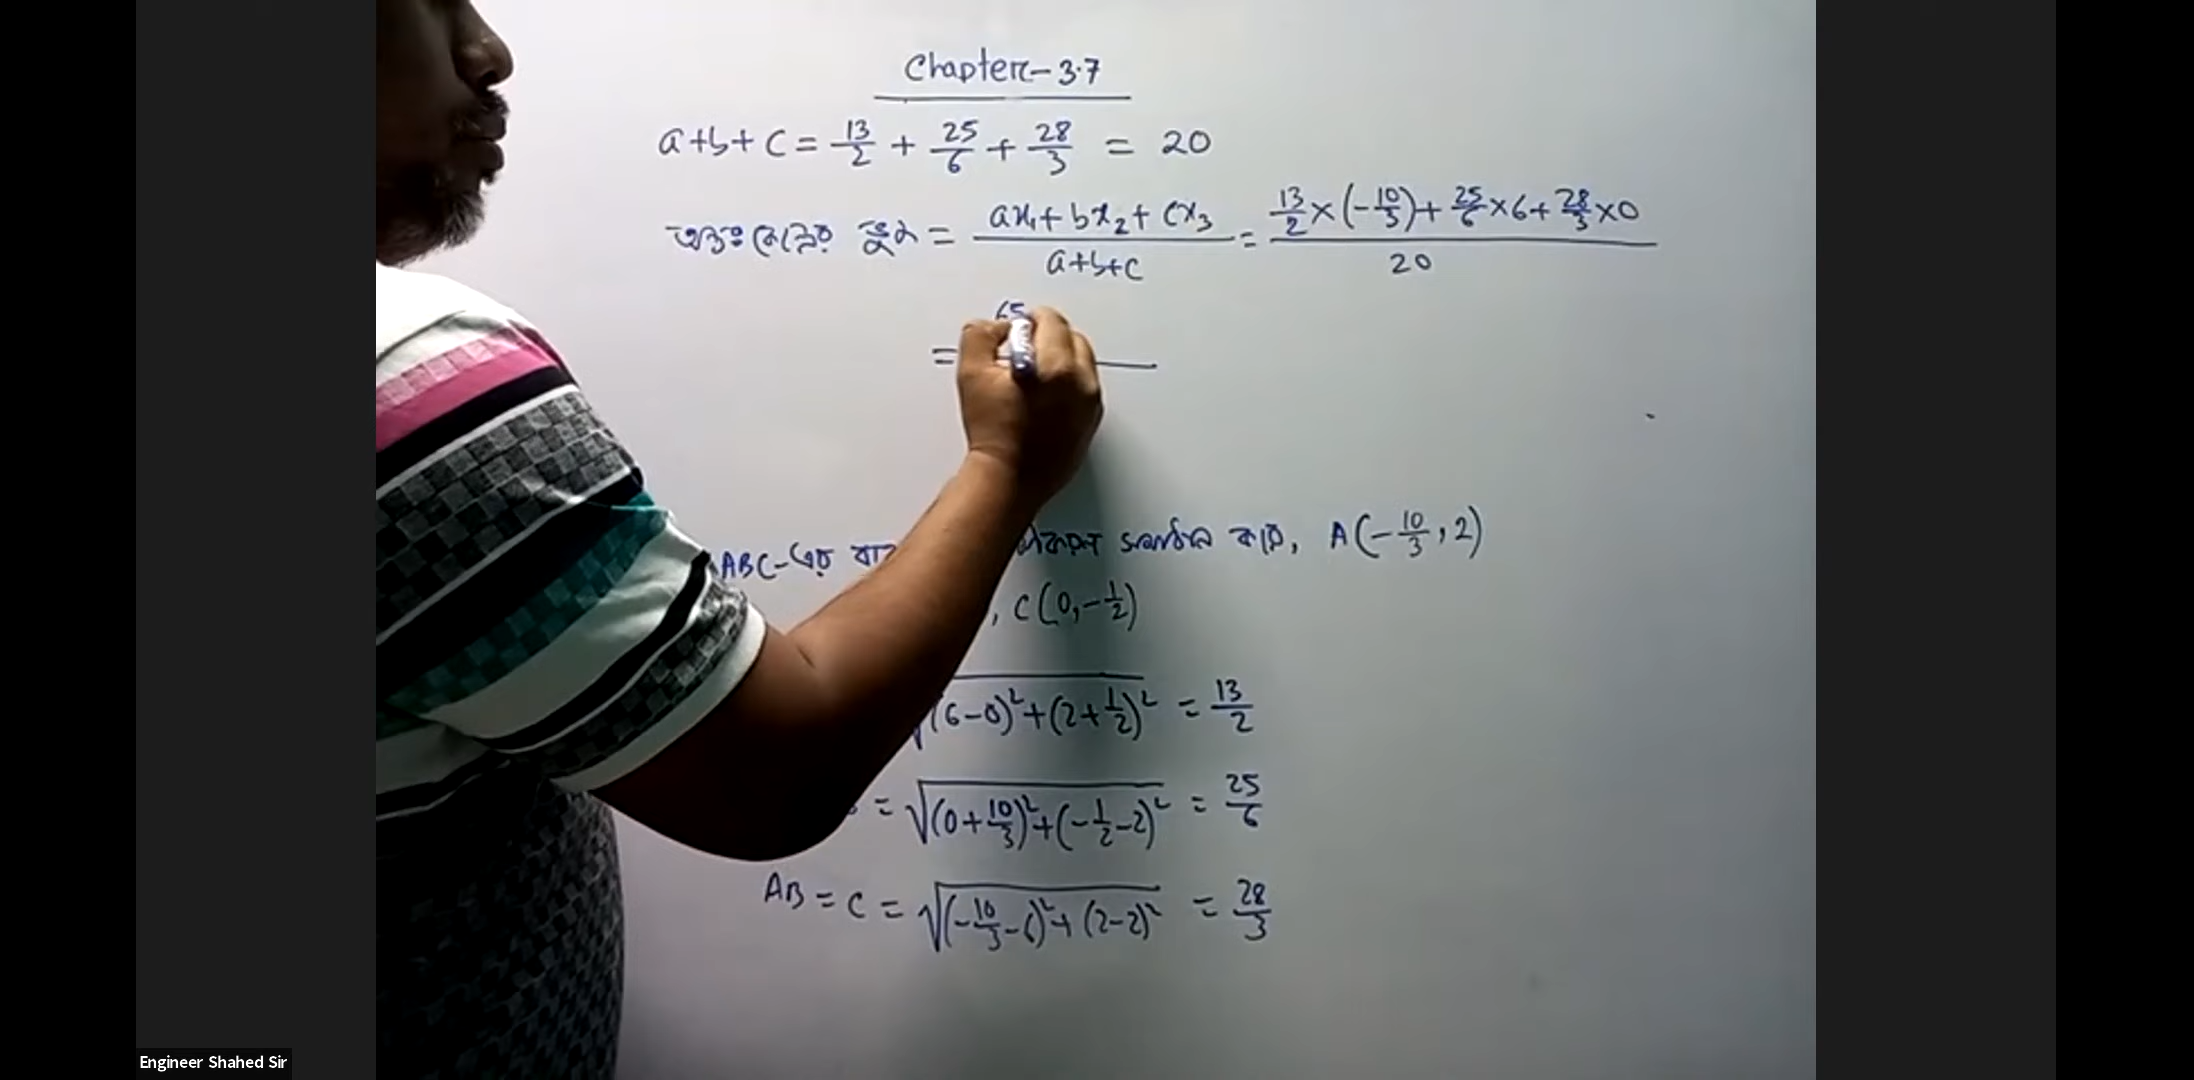 Chapter-3.7
a+b+c = 13/2 + 25/6 + 28/3 = 20
অন্তঃকেন্দ্রের ভুজ = (ax₁+bx₂+cx₃)/(a+b+c) = (13/2×(-10/3)+25/6×6+28/3×0)/20
= 65
ABC-এর
সমাধান করে, A(-10/3, 2)
, C(0,-1/2)
√(6-0)²+(2+1/2)² = 13/2
= √(0+10/3)²+(-1/2-2)² = 25/6
AB = c = √(-10/3-6)²+(2-2)² = 28/3
Engineer Shahed Sir